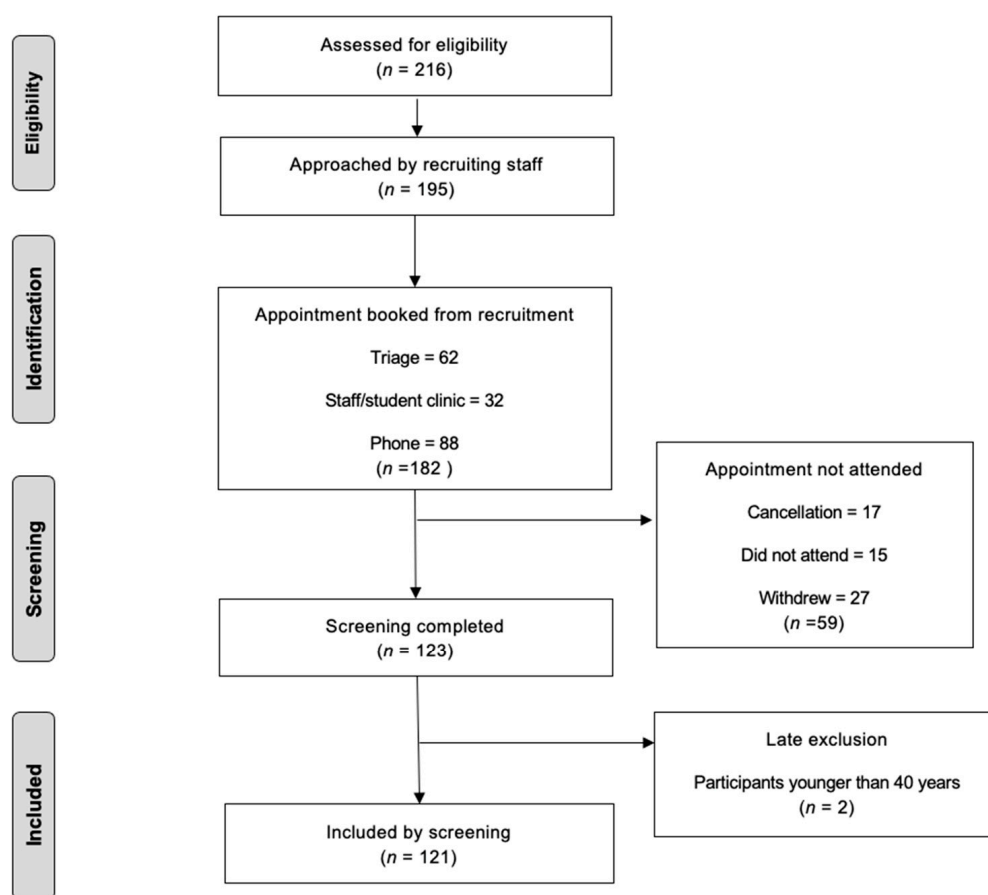 Eligibility
Assessed for eligibility
(n = 216)
Approached by recruiting staff
(n = 195)
Identification
Appointment booked from recruitment
Triage = 62
Staff/student clinic = 32
Phone = 88
(n =182 )
Screening
Appointment not attended
Cancellation = 17
Did not attend = 15
Withdrew = 27
(n =59)
Screening completed
(n = 123)
Included
Late exclusion
Participants younger than 40 years
(n = 2)
Included by screening
(n = 121)